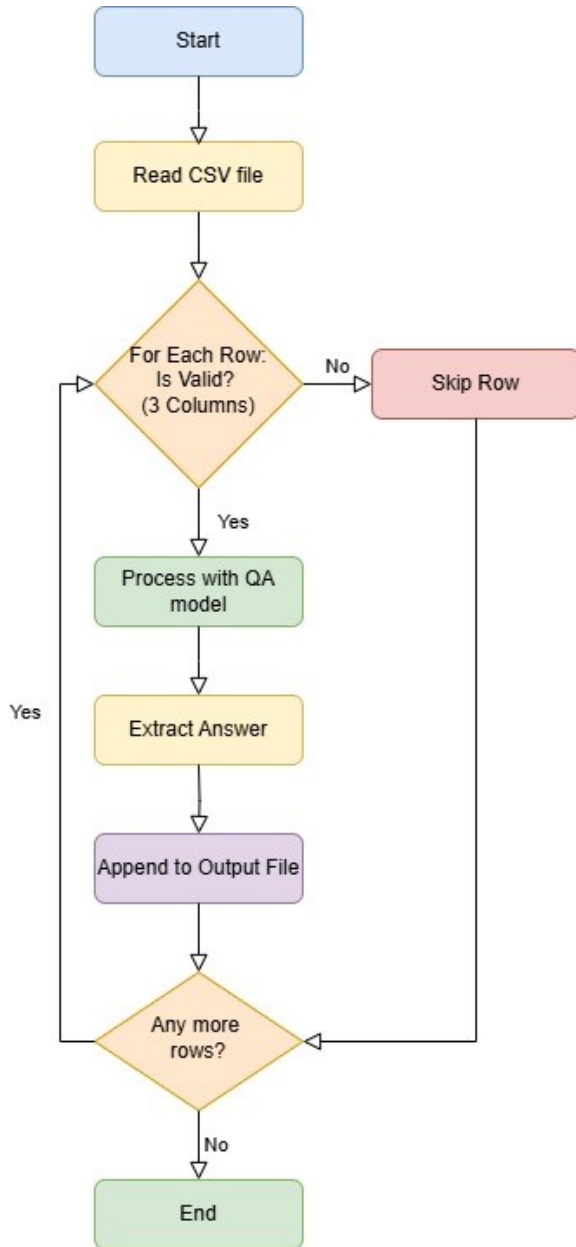 Start
Read CSV file
For Each Row:
Is Valid?
(3 Columns)
No
Skip Row
Yes
Process with QA
model
Yes
Extract Answer
Append to Output File
Any more
rows?
No
End